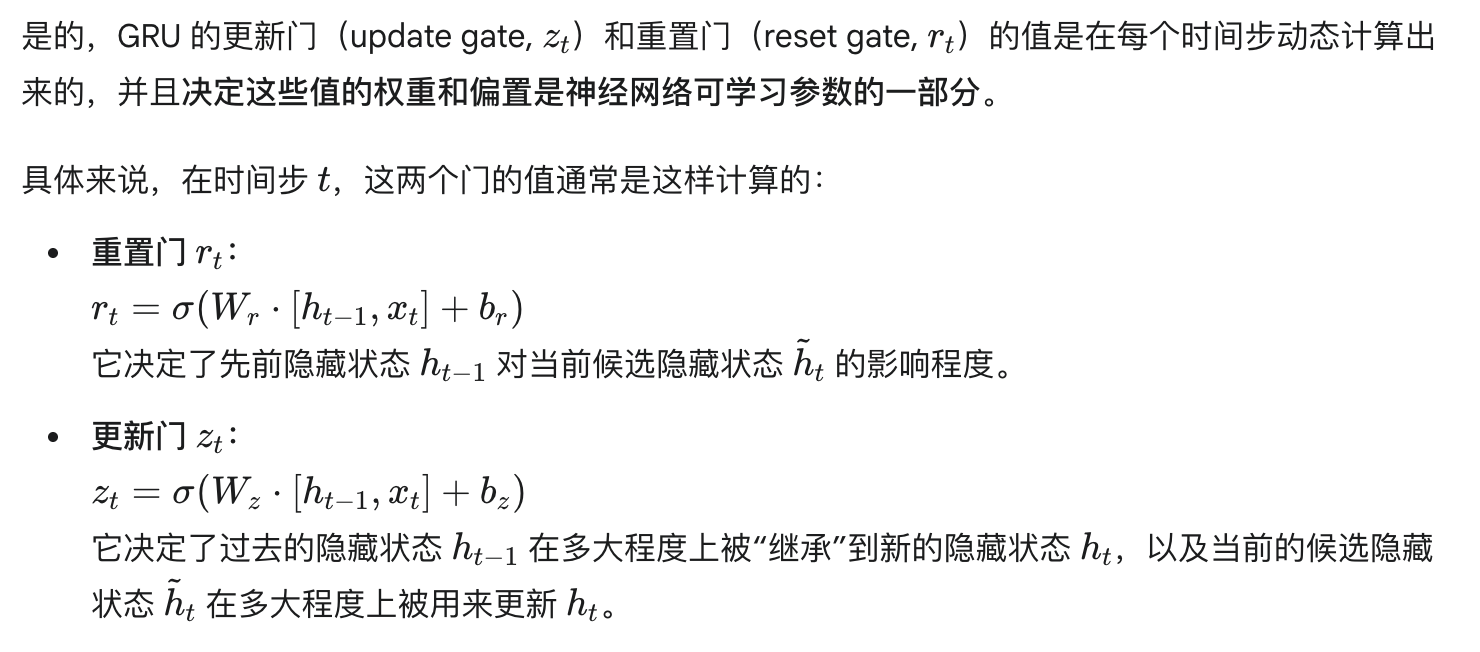 是的，GRU 的更新门（update gate, $z_t$）和重置门（reset gate, $r_t$）的值是在每个时间步动态计算出
来的，并且决定这些值的权重和偏置是神经网络可学习参数的一部分。
具体来说，在时间步 $t$，这两个门的值通常是这样计算的：
• 重置门 $r_t$：
$r_t = \sigma(W_r \cdot [h_{t-1}, x_t] + b_r)$
它决定了先前隐藏状态 $h_{t-1}$ 对当前候选隐藏状态 $\tilde{h}_t$ 的影响程度。
• 更新门 $z_t$：
$z_t = \sigma(W_z \cdot [h_{t-1}, x_t] + b_z)$
它决定了过去的隐藏状态 $h_{t-1}$ 在多大程度上被“继承”到新的隐藏状态 $h_t$，以及当前的候选隐藏
状态 $\tilde{h}_t$ 在多大程度上被用来更新 $h_t$。